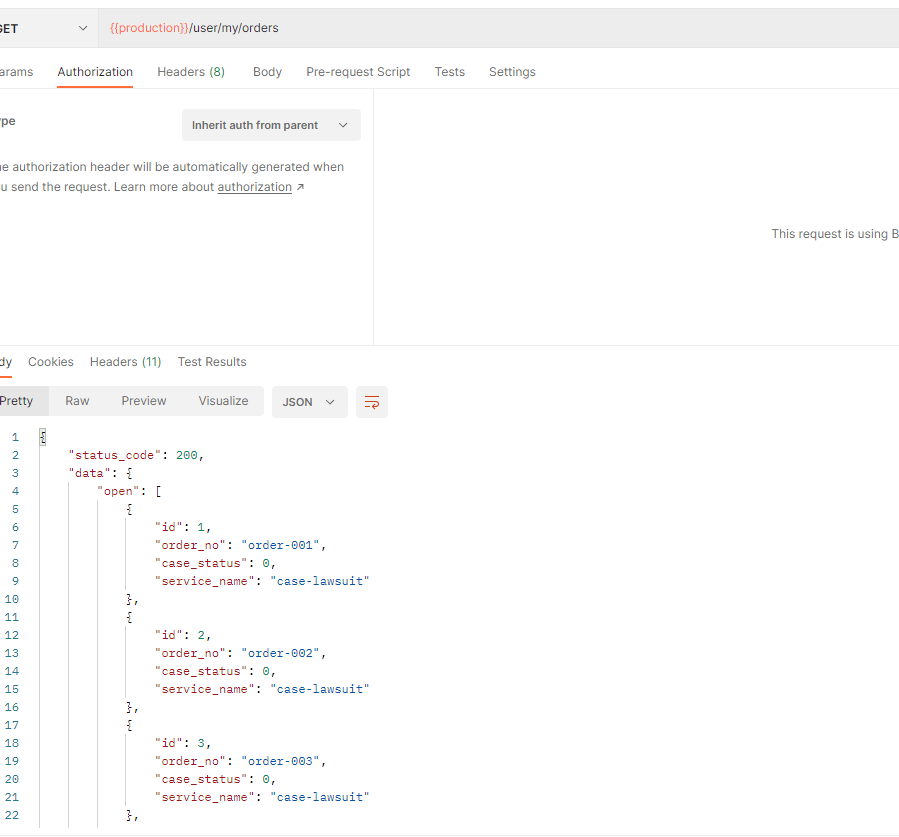 GET {{production}}/user/my/orders
arams Authorization Headers (8) Body Pre-request Script Tests Settings
ype Inherit auth from parent
he authorization header will be automatically generated when
u send the request. Learn more about authorization ↗
This request is using B
dy Cookies Headers (11) Test Results
Pretty Raw Preview Visualize JSON
1 {
2 "status_code": 200,
3 "data": {
4 "open": [
5 {
6 "id": 1,
7 "order_no": "order-001",
8 "case_status": 0,
9 "service_name": "case-lawsuit"
10 },
11 {
12 "id": 2,
13 "order_no": "order-002",
14 "case_status": 0,
15 "service_name": "case-lawsuit"
16 },
17 {
18 "id": 3,
19 "order_no": "order-003",
20 "case_status": 0,
21 "service_name": "case-lawsuit"
22 },